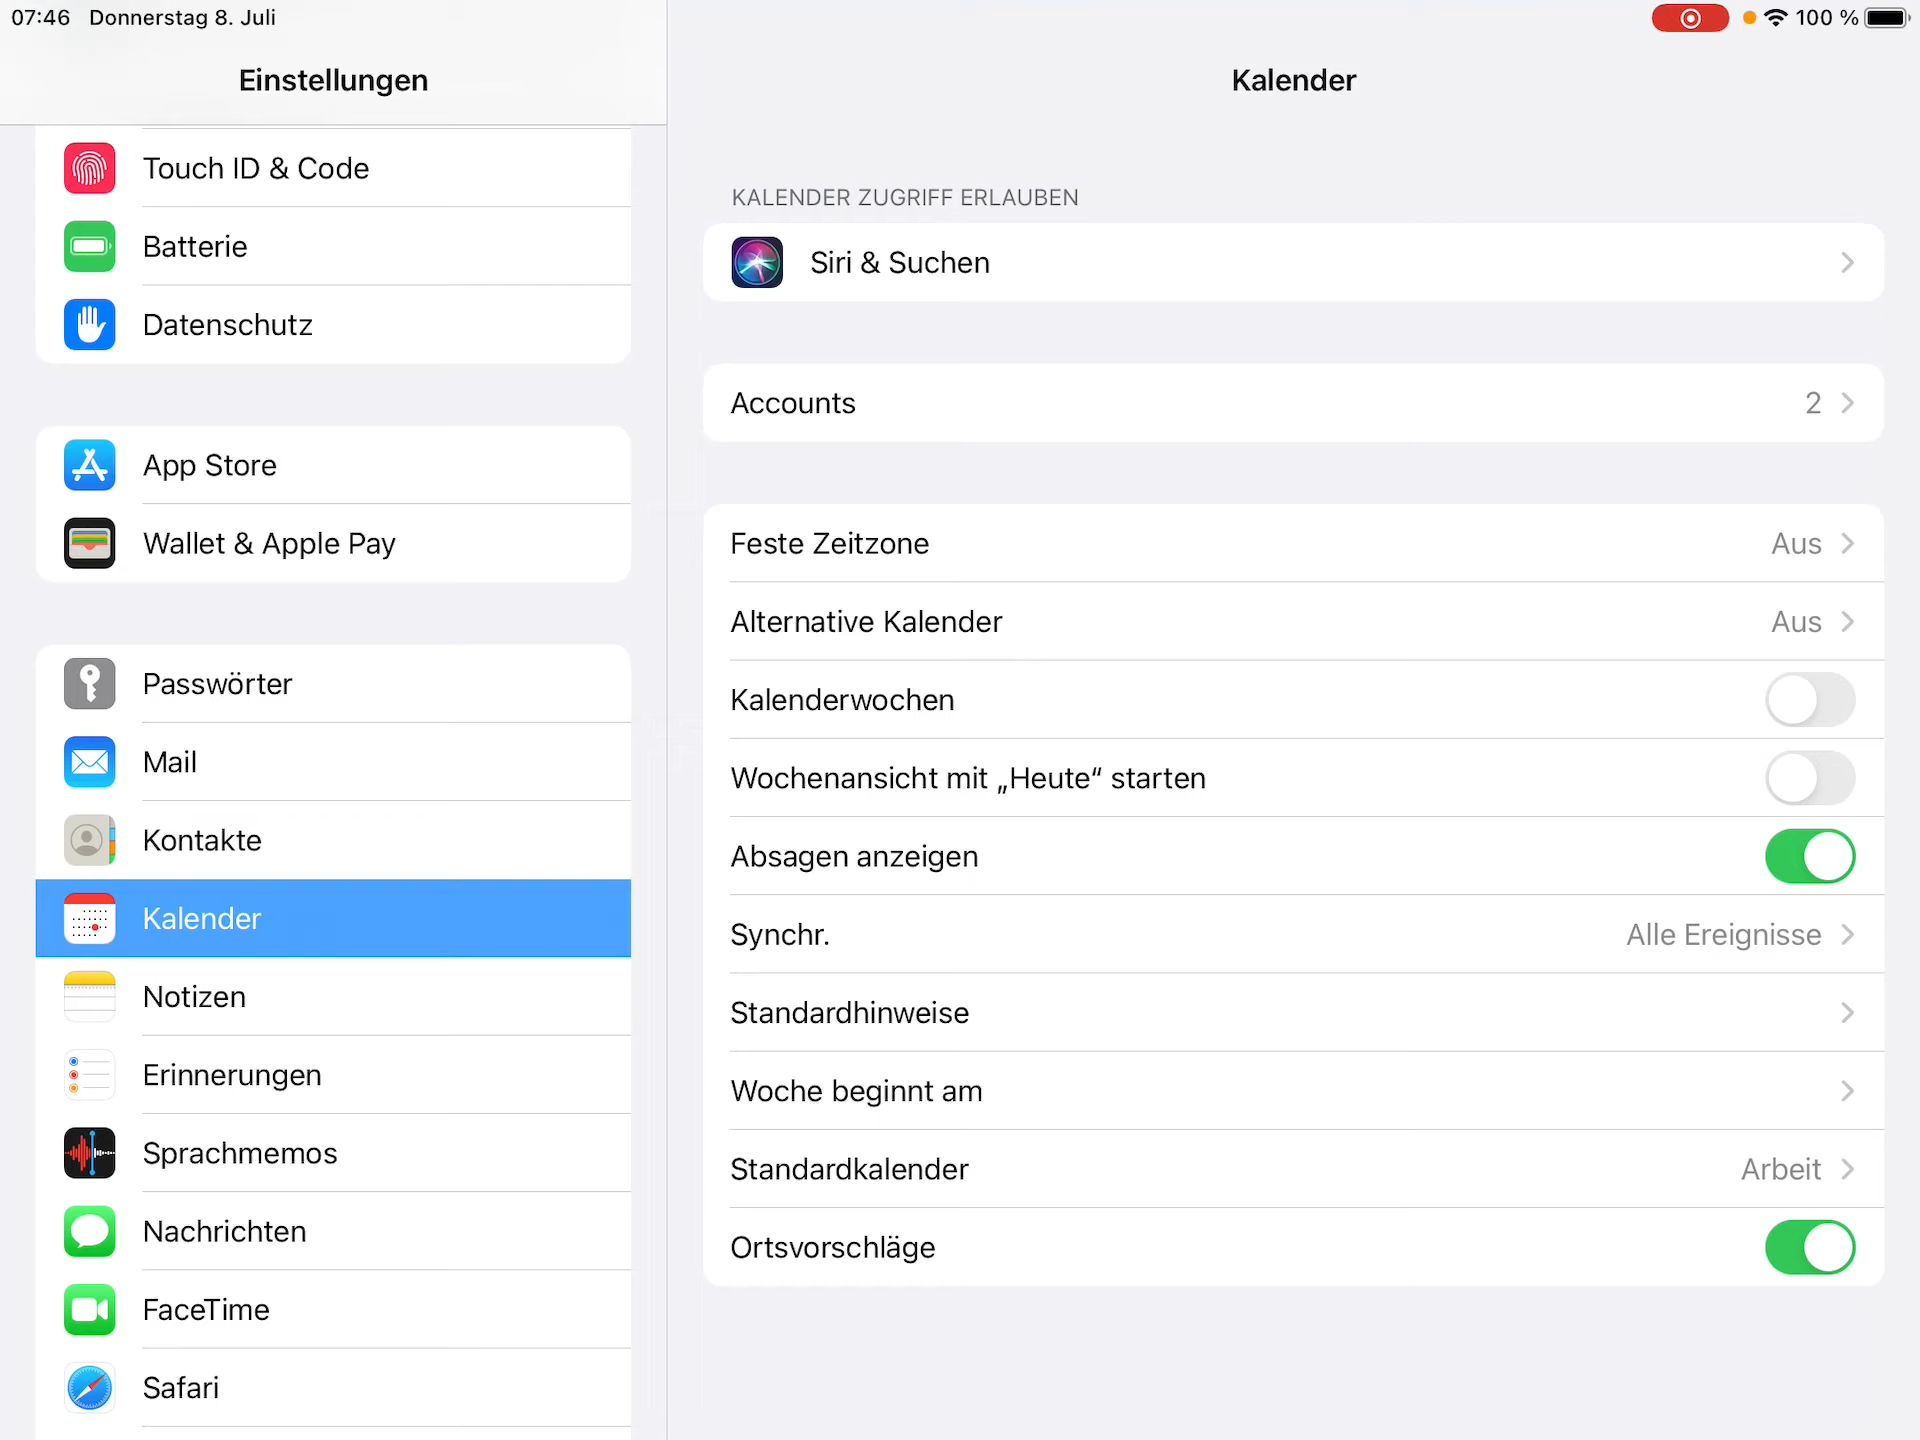 07:46 Donnerstag 8. Juli
100 %
Einstellungen
Touch ID & Code
Batterie
Datenschutz
App Store
Wallet & Apple Pay
Passwörter
Mail
Kontakte
Kalender
Notizen
Erinnerungen
Sprachmemos
Nachrichten
FaceTime
Safari
Kalender
KALENDER ZUGRIFF ERLAUBEN
Siri & Suchen
Accounts 2
Feste Zeitzone Aus
Alternative Kalender Aus
Kalenderwochen
Wochenansicht mit „Heute“ starten
Absagen anzeigen
Synchr. Alle Ereignisse
Standardhinweise
Woche beginnt am
Standardkalender Arbeit
Ortsvorschläge